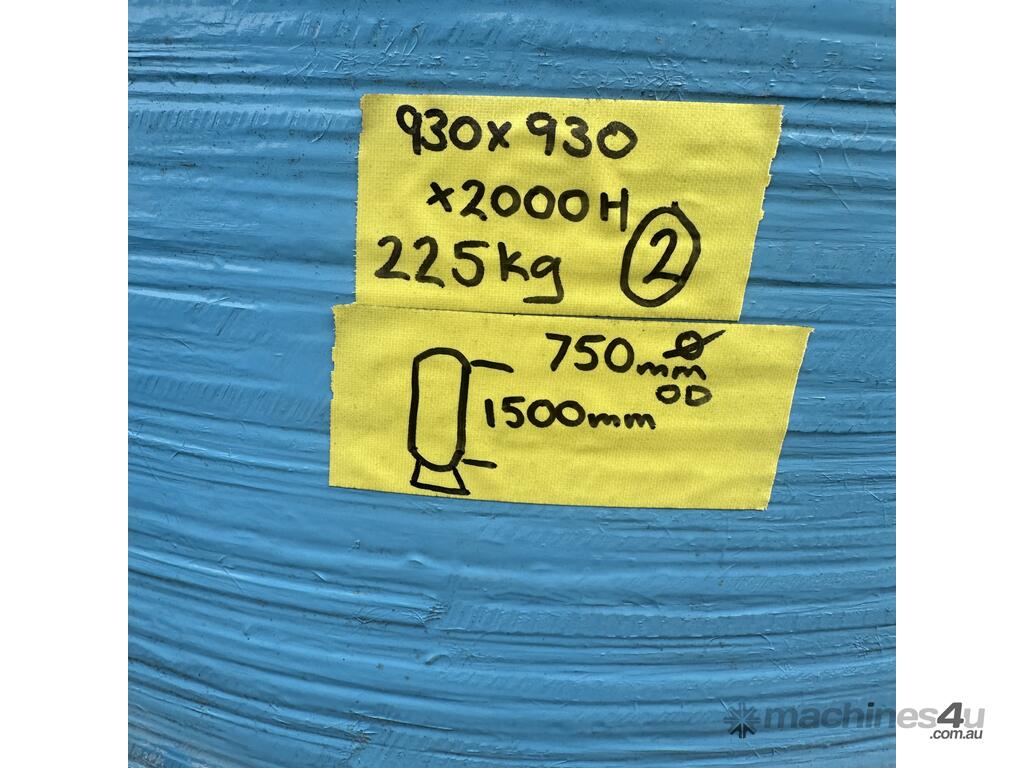 930x930
x2000H
225kg ②
750mm Ø
OD
1500mm
machines4u
.com.au